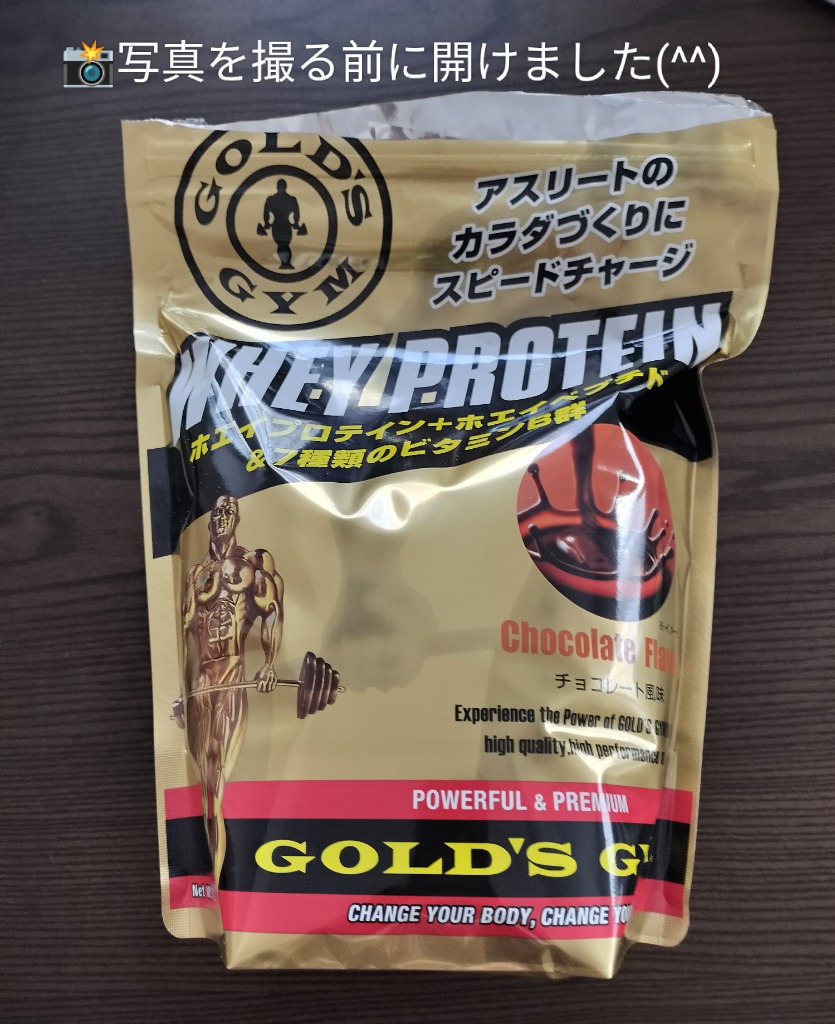 📸写真を撮る前に開けました(^^)
GOLD'S GYM
アスリートの
カラダづくりに
スピードチャージ
WHEY PROTEIN
ホエイプロテイン+ホエイペプチド
&7種類のビタミンB群
Chocolate
チョコレート風味
Experience the Power of GOLD'S
high quality,high performance
POWERFUL & PREMIUM
GOLD'S
CHANGE YOUR BODY, CHANGE
Net